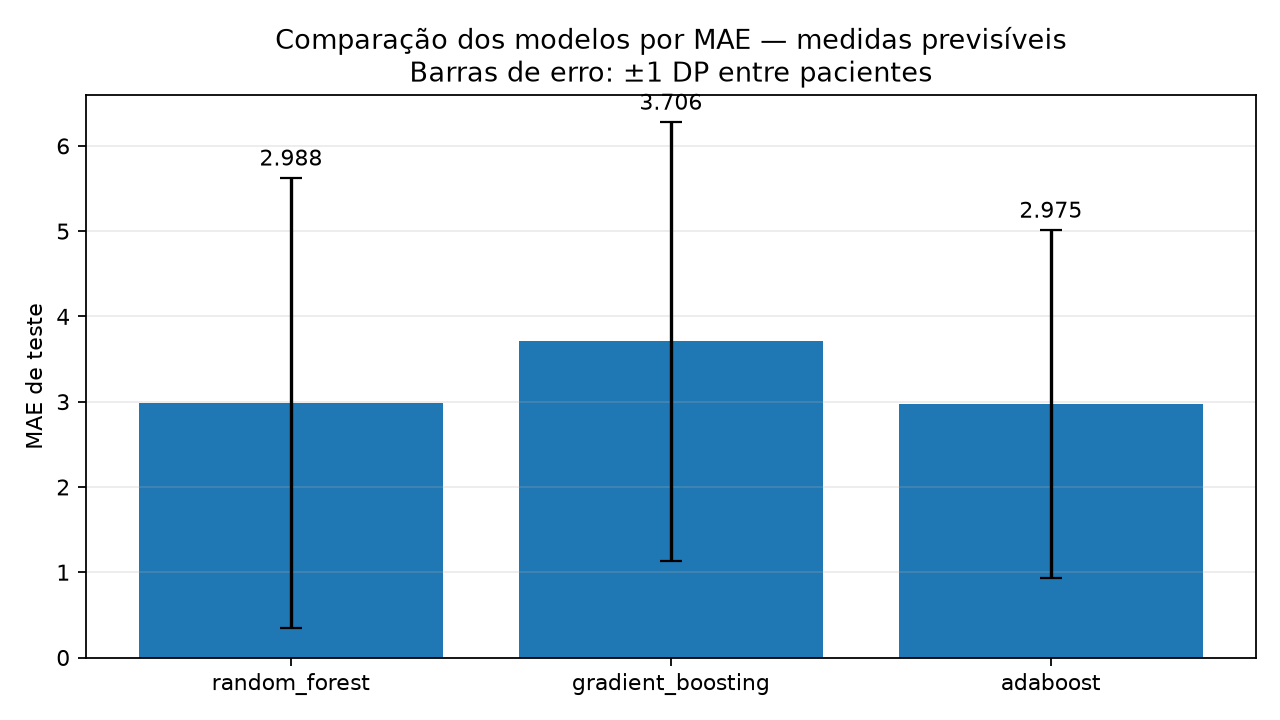 Comparação dos modelos por MAE — medidas previsíveis
Barras de erro: ±1 DP entre pacientes
3.706
2.988
2.975
6
5
4
3
2
1
0
MAE de teste
random_forest
gradient_boosting
adaboost